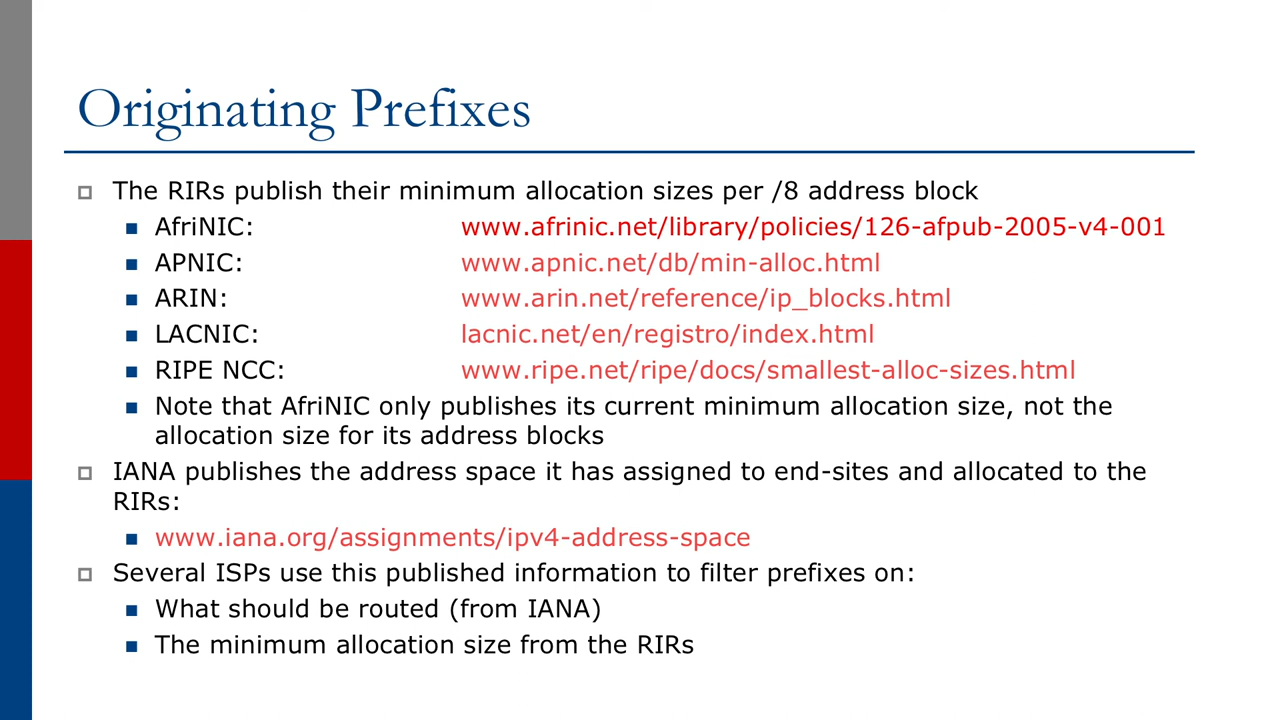 Originating Prefixes
The RIRs publish their minimum allocation sizes per /8 address block
AfriNIC: www.afrinic.net/library/policies/126-afpub-2005-v4-001
APNIC: www.apnic.net/db/min-alloc.html
ARIN: www.arin.net/reference/ip_blocks.html
LACNIC: lacnic.net/en/registro/index.html
RIPE NCC: www.ripe.net/ripe/docs/smallest-alloc-sizes.html
Note that AfriNIC only publishes its current minimum allocation size, not the
allocation size for its address blocks
IANA publishes the address space it has assigned to end-sites and allocated to the
RIRs:
www.iana.org/assignments/ipv4-address-space
Several ISPs use this published information to filter prefixes on:
What should be routed (from IANA)
The minimum allocation size from the RIRs